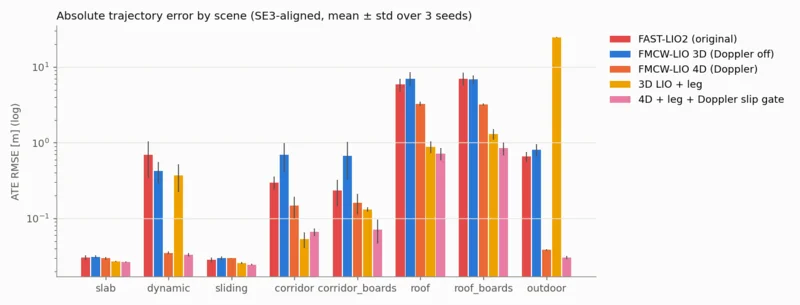 Absolute trajectory error by scene (SE3-aligned, mean ± std over 3 seeds)
ATE RMSE [m] (log)
10¹
10⁰
10⁻¹
slab dynamic sliding corridor corridor_boards roof roof_boards outdoor
FAST-LIO2 (original)
FMCW-LIO 3D (Doppler off)
FMCW-LIO 4D (Doppler)
3D LIO + leg
4D + leg + Doppler slip gate